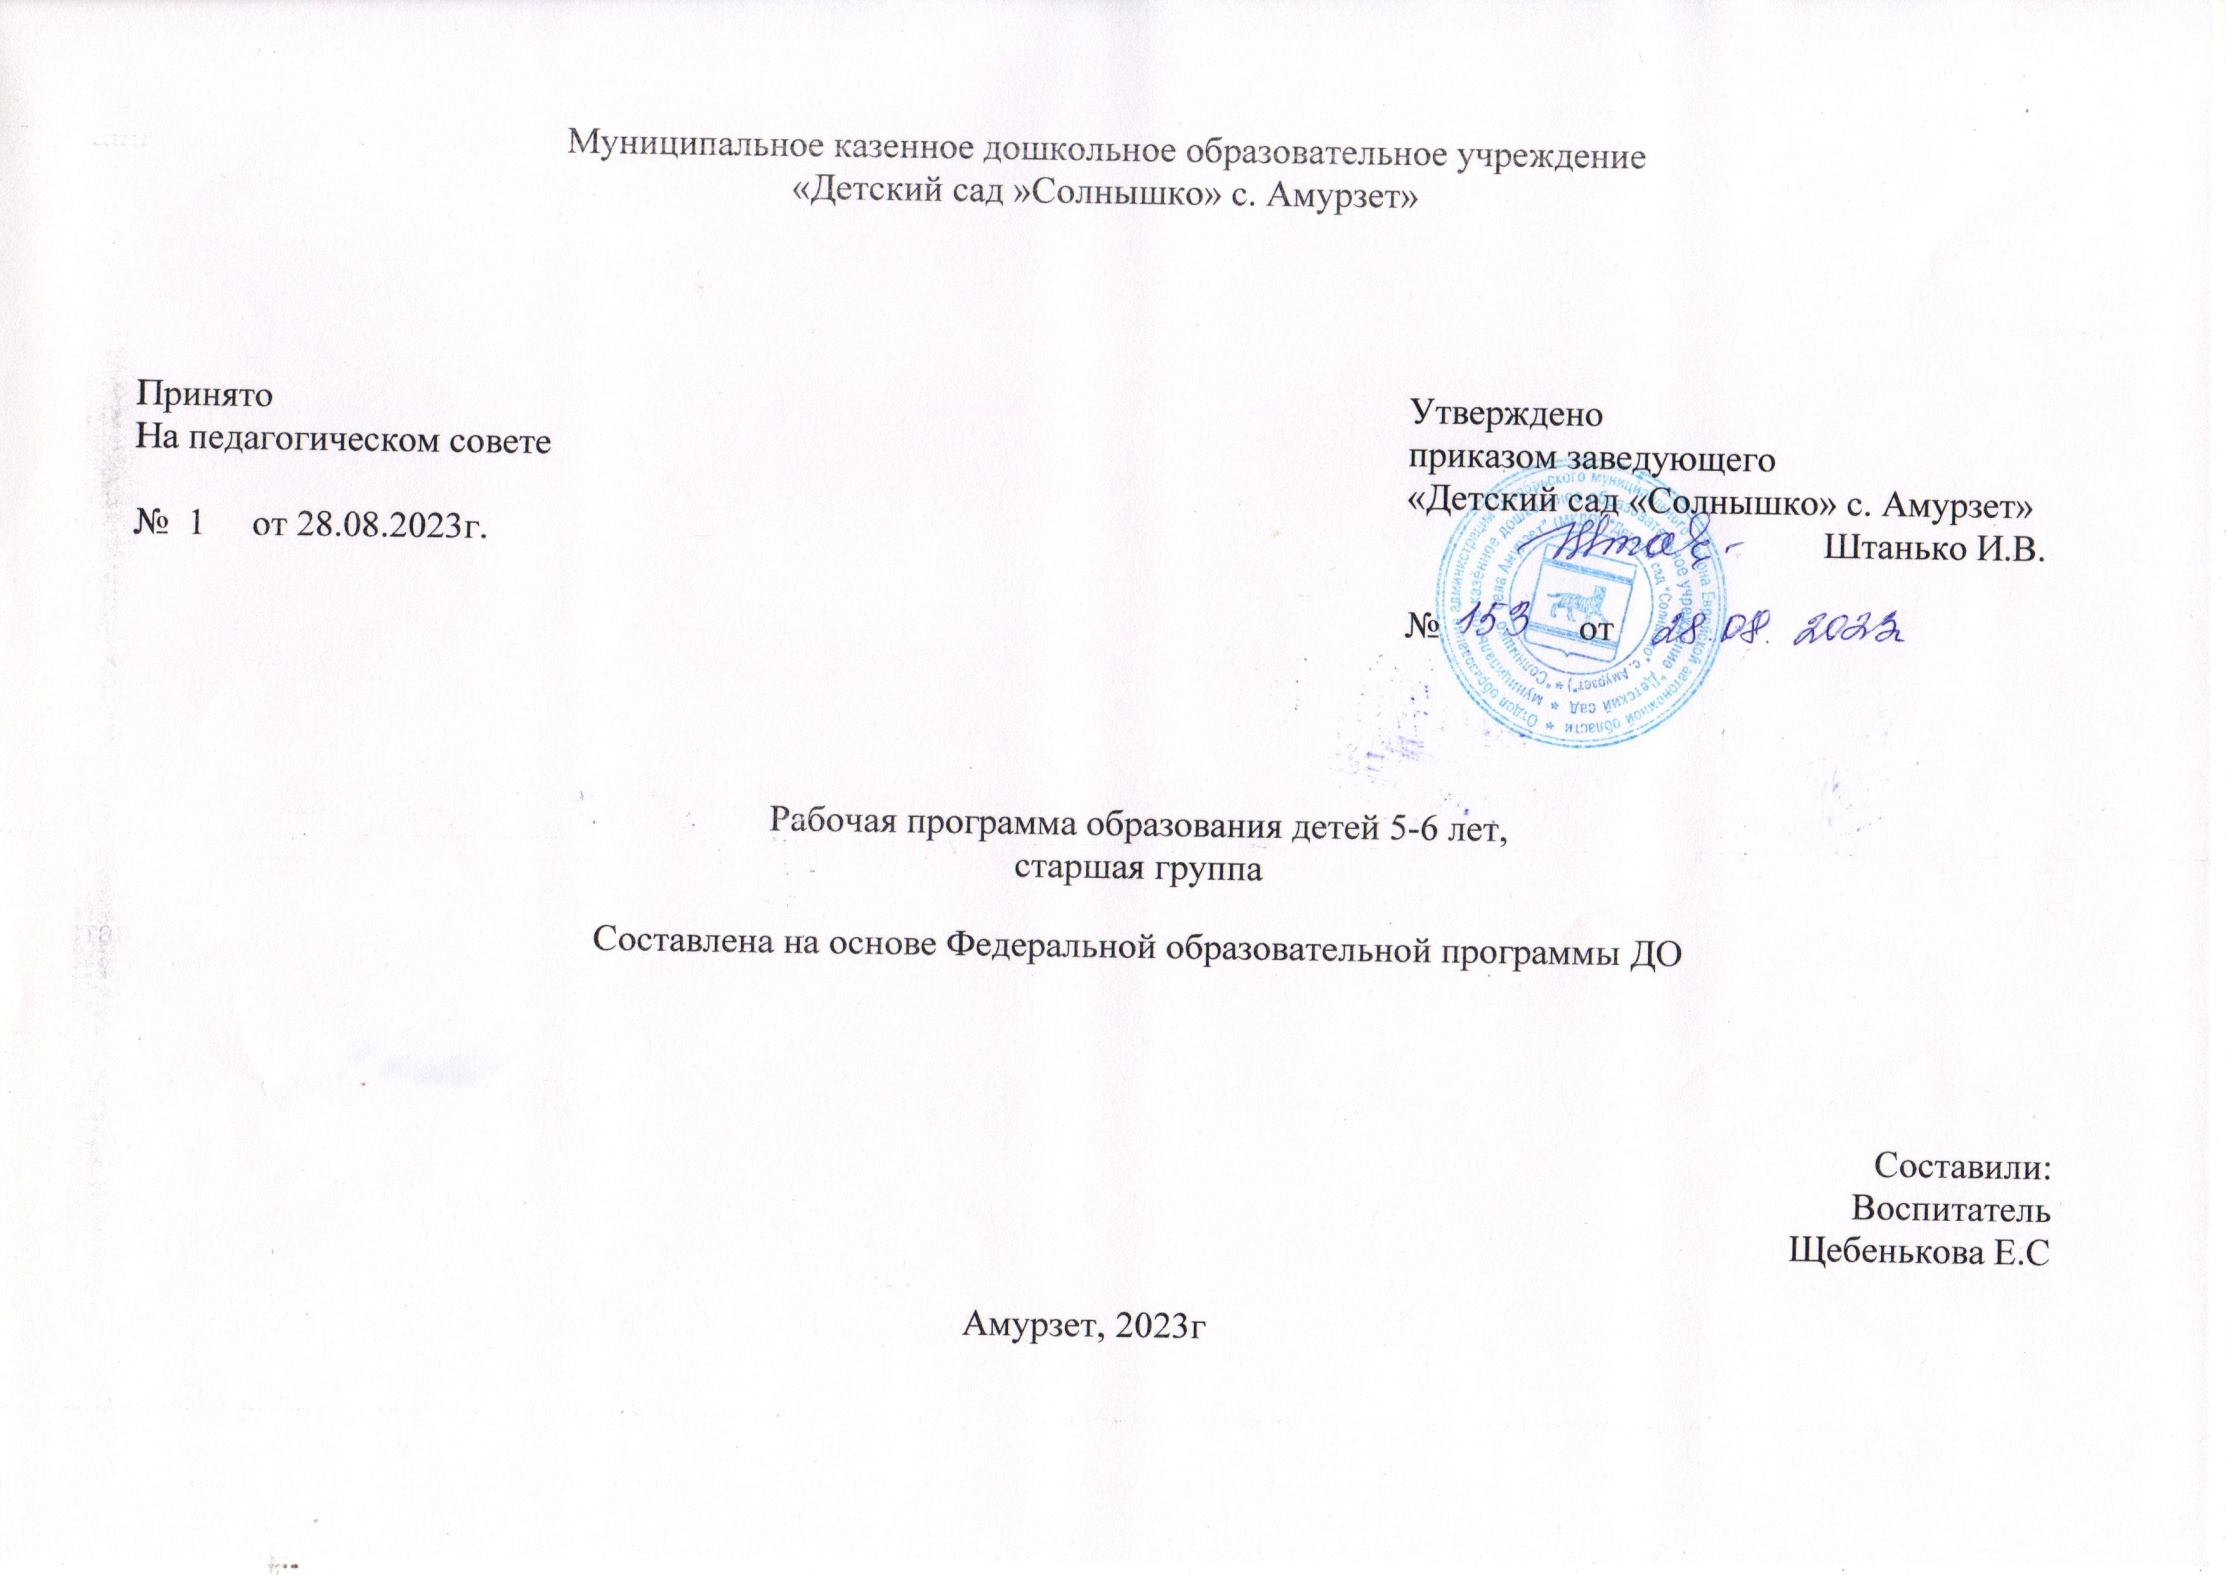 Муниципальное казенное дошкольное образовательное учреждение
«Детский сад »Солнышко» с. Амурзет»
Принято
На педагогическом совете
№ 1 от 28.08.2023г.
Утверждено
приказом заведующего
«Детский сад «Солнышко» с. Амурзет»
Штанько И.В.
№ 153 от 28.08. 2023
Рабочая программа образования детей 5-6 лет,
старшая группа
Составлена на основе Федеральной образовательной программы ДО
Составили:
Воспитатель
Щебенькова Е.С
Амурзет, 2023г